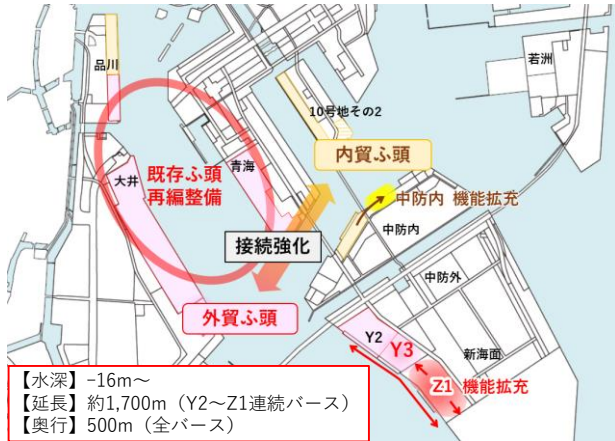 品川
若洲
10号地その2
大井
既存ふ頭
再編整備
青海
内貿ふ頭
中防内 機能拡充
中防内
接続強化
中防外
外貿ふ頭
Y2
Y3
新海面
Z1 機能拡充
【水深】−16m~
【延長】約1,700m(Y2~Z1連続バース)
【奥行】500m(全バース)